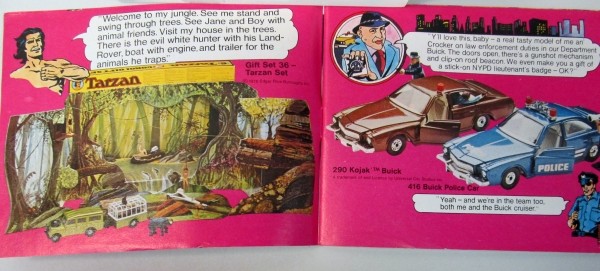 "Welcome to my jungle. See me stand and
swing through trees. See Jane and Boy with
animal friends. Visit my house in the trees.
There is the evil white hunter with his Land-
Rover, boat with engine, and trailer for the
animals he traps."
Tarzan
Gift Set 36 –
Tarzan Set
"Y'll love this baby – a real tasty model of me an'
Crocker on law enforcement duties in our Department
Buick. The doors open, there's a gunshot mechanism
and clip-on roof beacon. We even make you a gift
of a stick-on NYPD lieutenant's badge – OK?"
POLICE
290 Kojak TM Buick
416 Buick Police Car
"Yeah – and we're in the team too,
both me and the Buick cruiser."